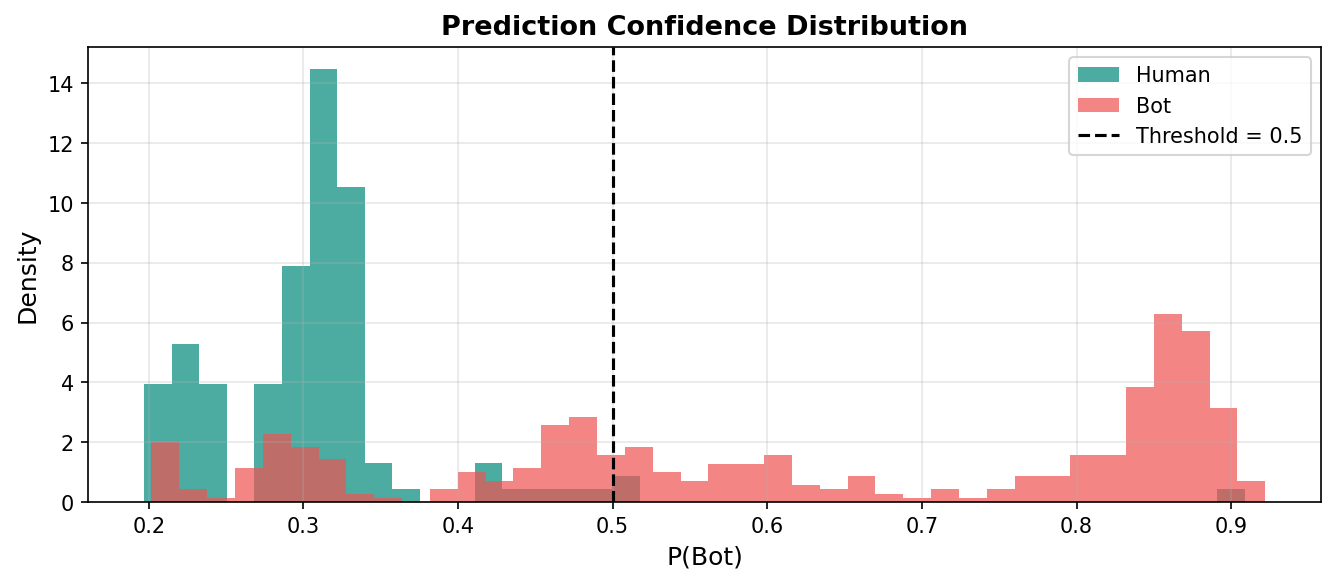 Prediction Confidence Distribution
Human
Bot
Threshold = 0.5
Density
14
12
10
8
6
4
2
0
0.2 0.3 0.4 0.5 0.6 0.7 0.8 0.9
P(Bot)